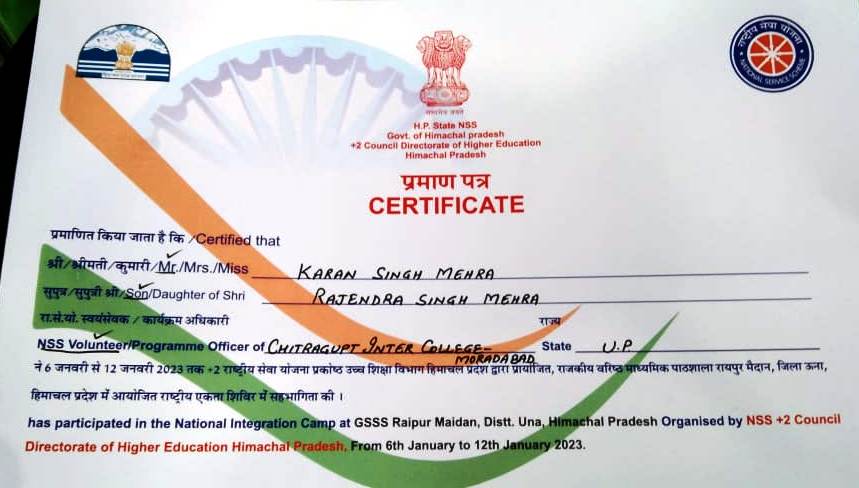 राष्ट्रीय सेवा योजना
NATIONAL SERVICE SCHEME
सत्यमेव जयते
H.P. State NSS
Govt. of Himachal pradesh
+2 Council Directorate of Higher Education
Himachal Pradesh
प्रमाण पत्र
CERTIFICATE
प्रमाणित किया जाता है कि /Certified that
श्री/श्रीमती/कुमारी/Mr./Mrs./Miss KARAN SINGH MEHRA
सुपुत्र/सुपुत्री श्री/Son/Daughter of Shri RAJENDRA SINGH MEHRA
रा.से.यो. स्वयंसेवक / कार्यक्रम अधिकारी राज्य
NSS Volunteer/Programme Officer of CHITRAGUPT INTER COLLEGE- MORADABAD State U.P
ने 6 जनवरी से 12 जनवरी 2023 तक +2 राष्ट्रीय सेवा योजना प्रकोष्ठ उच्च शिक्षा विभाग हिमाचल प्रदेश द्वारा प्रायोजित, राजकीय वरिष्ठ माध्यमिक पाठशाला रायपुर मैदान, जिला ऊना,
हिमाचल प्रदेश में आयोजित राष्ट्रीय एकता शिविर में सहभागिता की ।
has participated in the National Integration Camp at GSSS Raipur Maidan, Distt. Una, Himachal Pradesh Organised by NSS +2 Council
Directorate of Higher Education Himachal Pradesh, From 6th January to 12th January 2023.